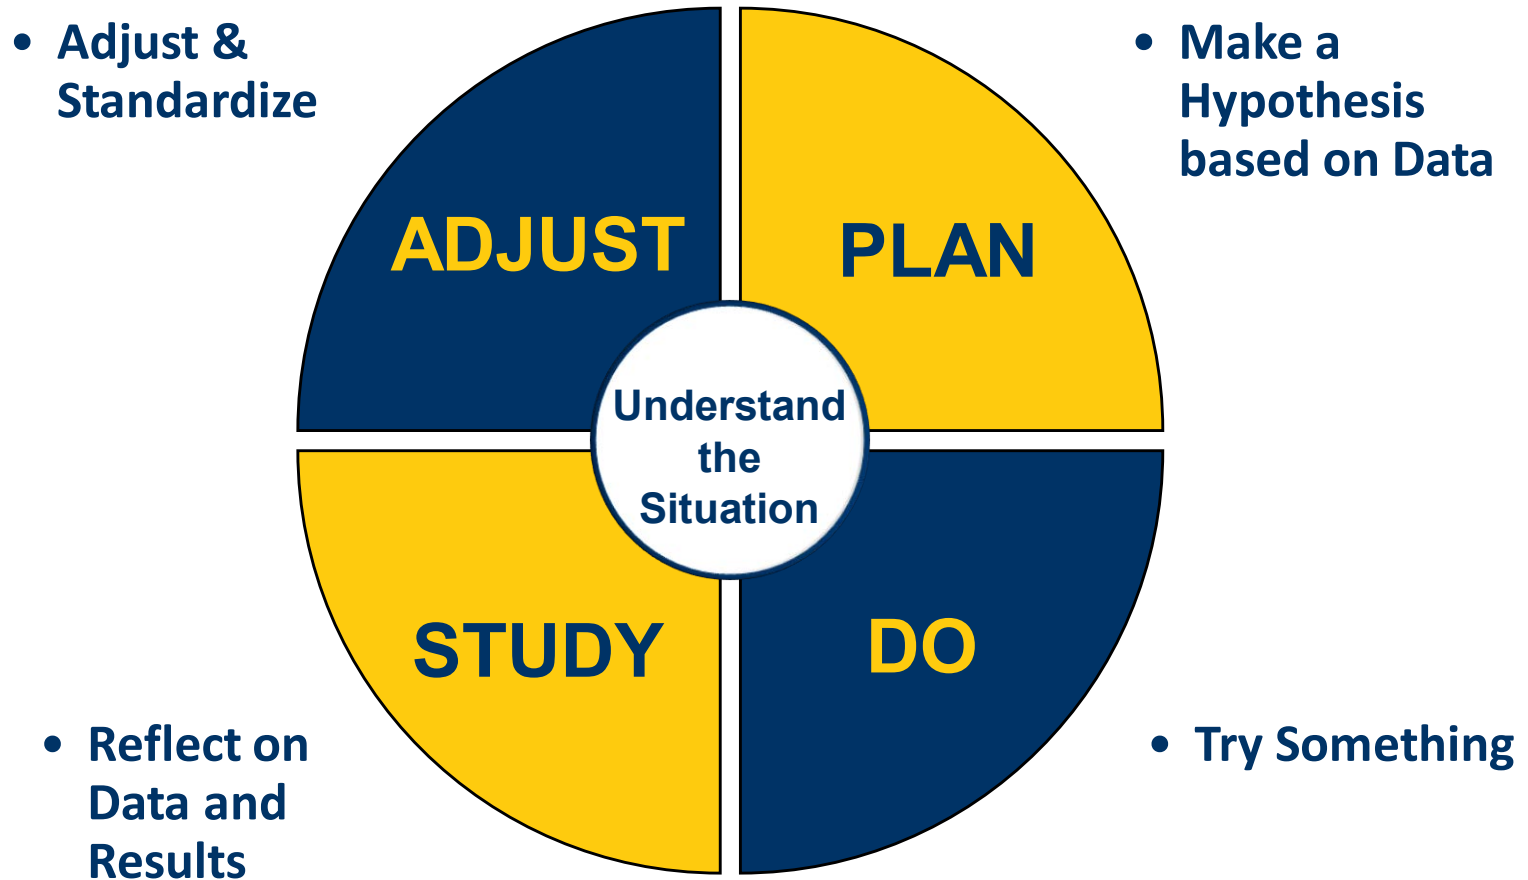 • Adjust &
Standardize
• Make a
Hypothesis
based on Data
ADJUST
PLAN
Understand
the
Situation
STUDY
DO
• Reflect on
Data and
Results
• Try Something